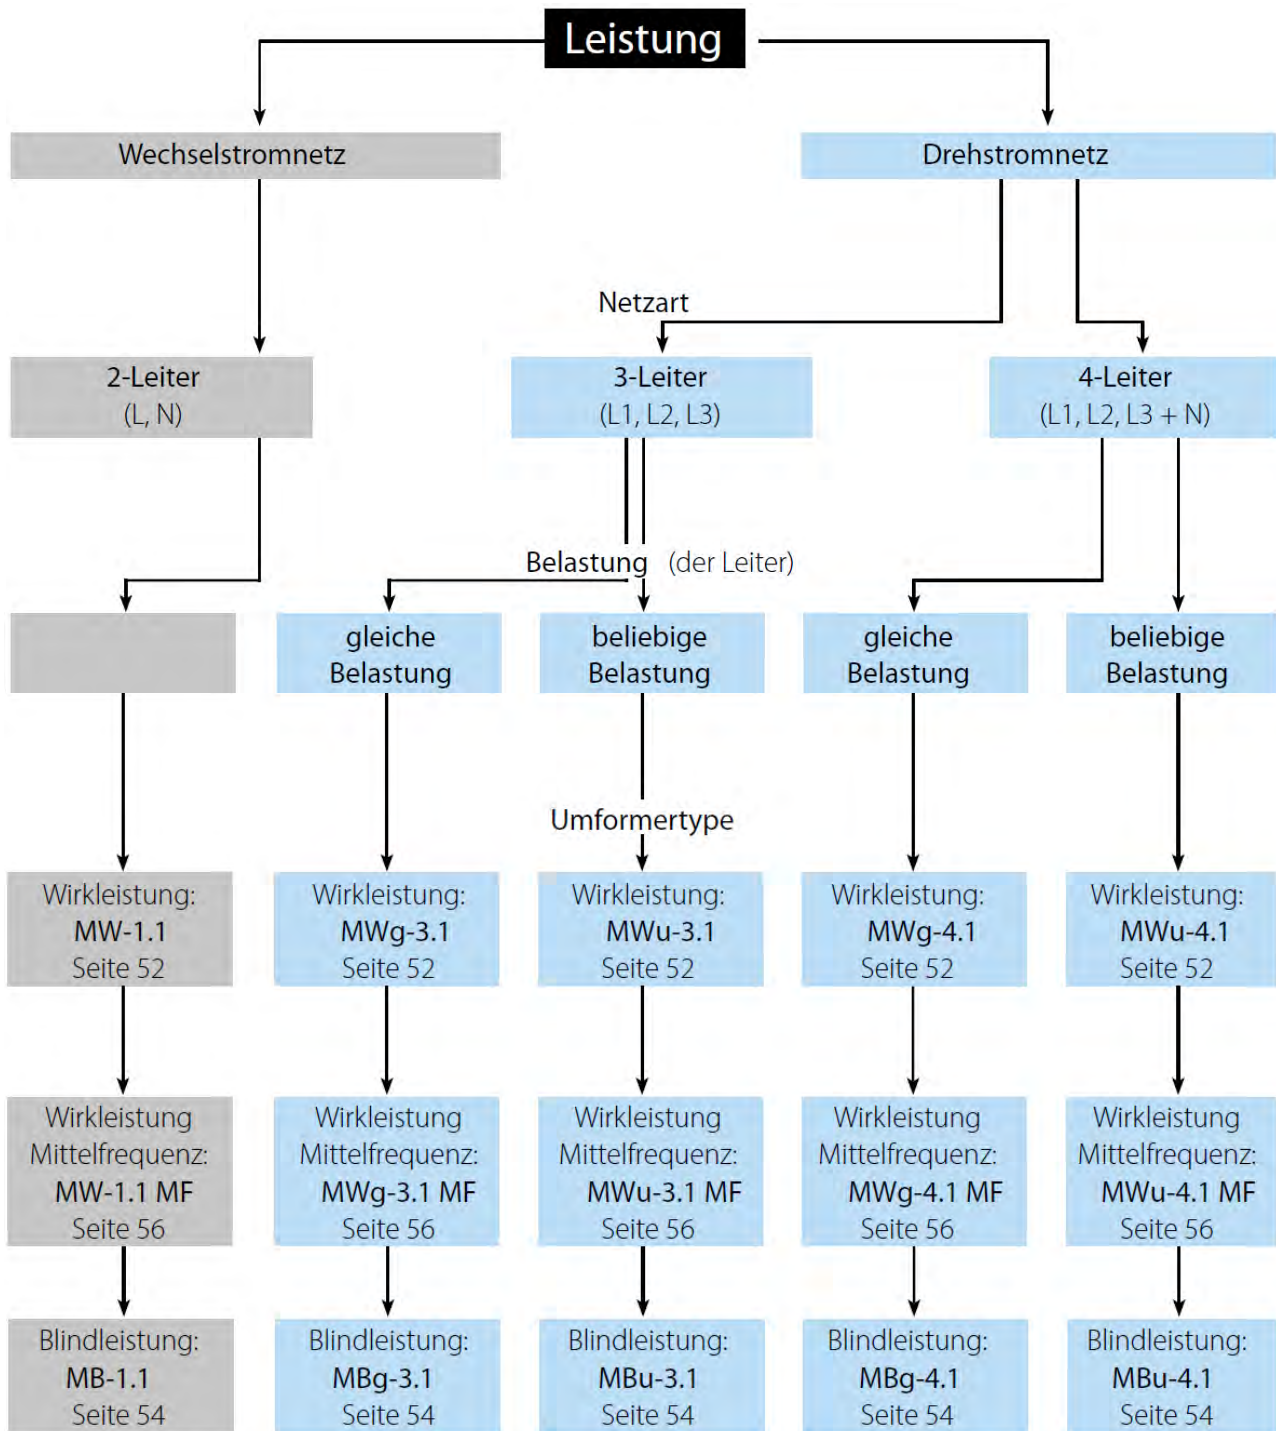 Leistung
Wechselstromnetz
Drehstromnetz
Netzart
2-Leiter
(L, N)
3-Leiter
(L1, L2, L3)
4-Leiter
(L1, L2, L3 + N)
Belastung (der Leiter)
gleiche
Belastung
beliebige
Belastung
gleiche
Belastung
beliebige
Belastung
Umformertype
Wirkleistung:
MW-1.1
Seite 52
Wirkleistung:
MWg-3.1
Seite 52
Wirkleistung:
MWu-3.1
Seite 52
Wirkleistung:
MWg-4.1
Seite 52
Wirkleistung:
MWu-4.1
Seite 52
Wirkleistung
Mittelfrequenz:
MW-1.1 MF
Seite 56
Wirkleistung
Mittelfrequenz:
MWg-3.1 MF
Seite 56
Wirkleistung
Mittelfrequenz:
MWu-3.1 MF
Seite 56
Wirkleistung
Mittelfrequenz:
MWg-4.1 MF
Seite 56
Wirkleistung
Mittelfrequenz:
MWu-4.1 MF
Seite 56
Blindleistung:
MB-1.1
Seite 54
Blindleistung:
MBg-3.1
Seite 54
Blindleistung:
MBu-3.1
Seite 54
Blindleistung:
MBg-4.1
Seite 54
Blindleistung:
MBu-4.1
Seite 54